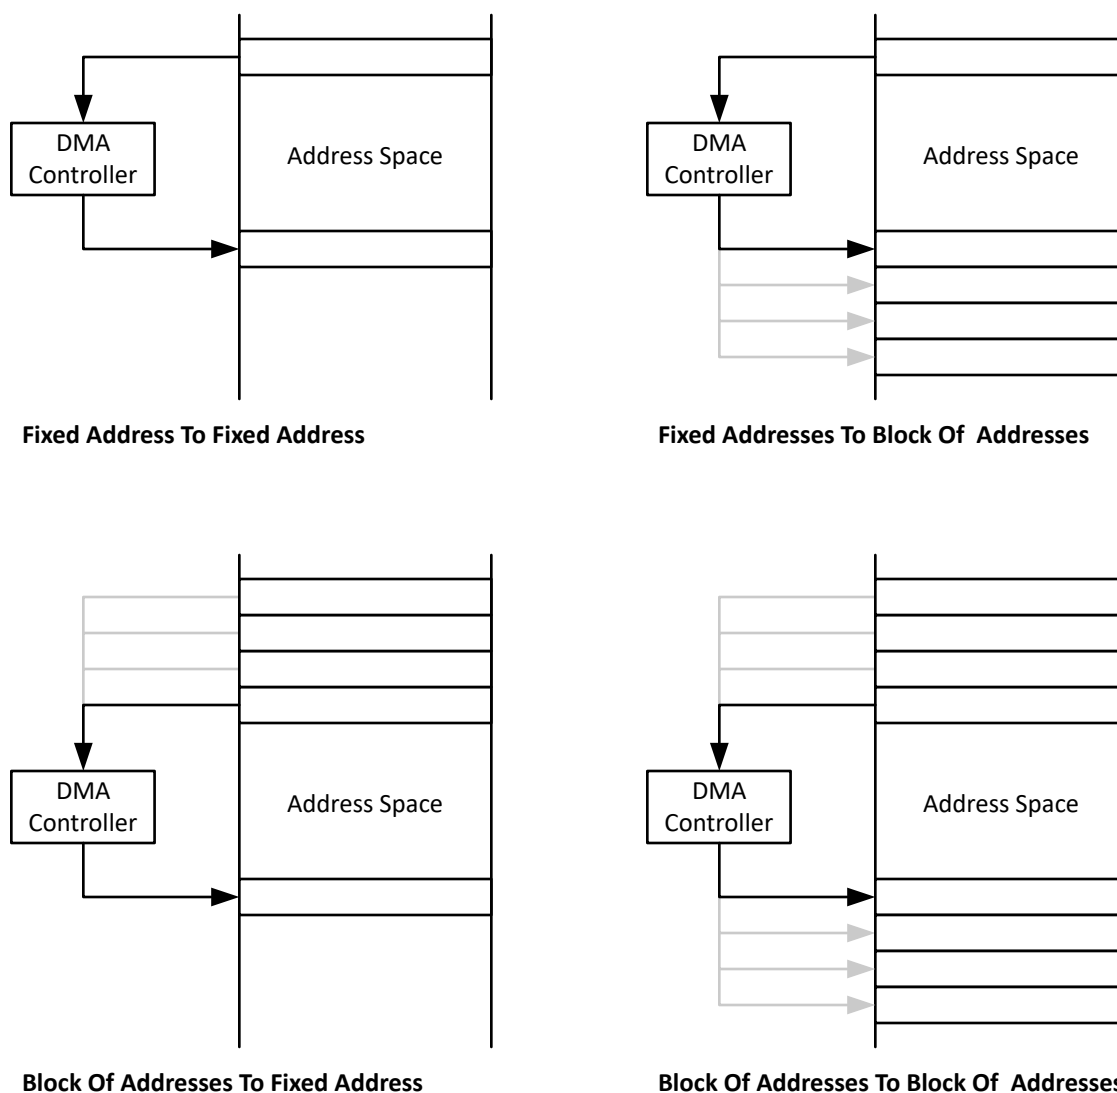 DMA
Controller
Address Space
DMA
Controller
Address Space
Fixed Address To Fixed Address
Fixed Addresses To Block Of Addresses
DMA
Controller
Address Space
DMA
Controller
Address Space
Block Of Addresses To Fixed Address
Block Of Addresses To Block Of Addresses